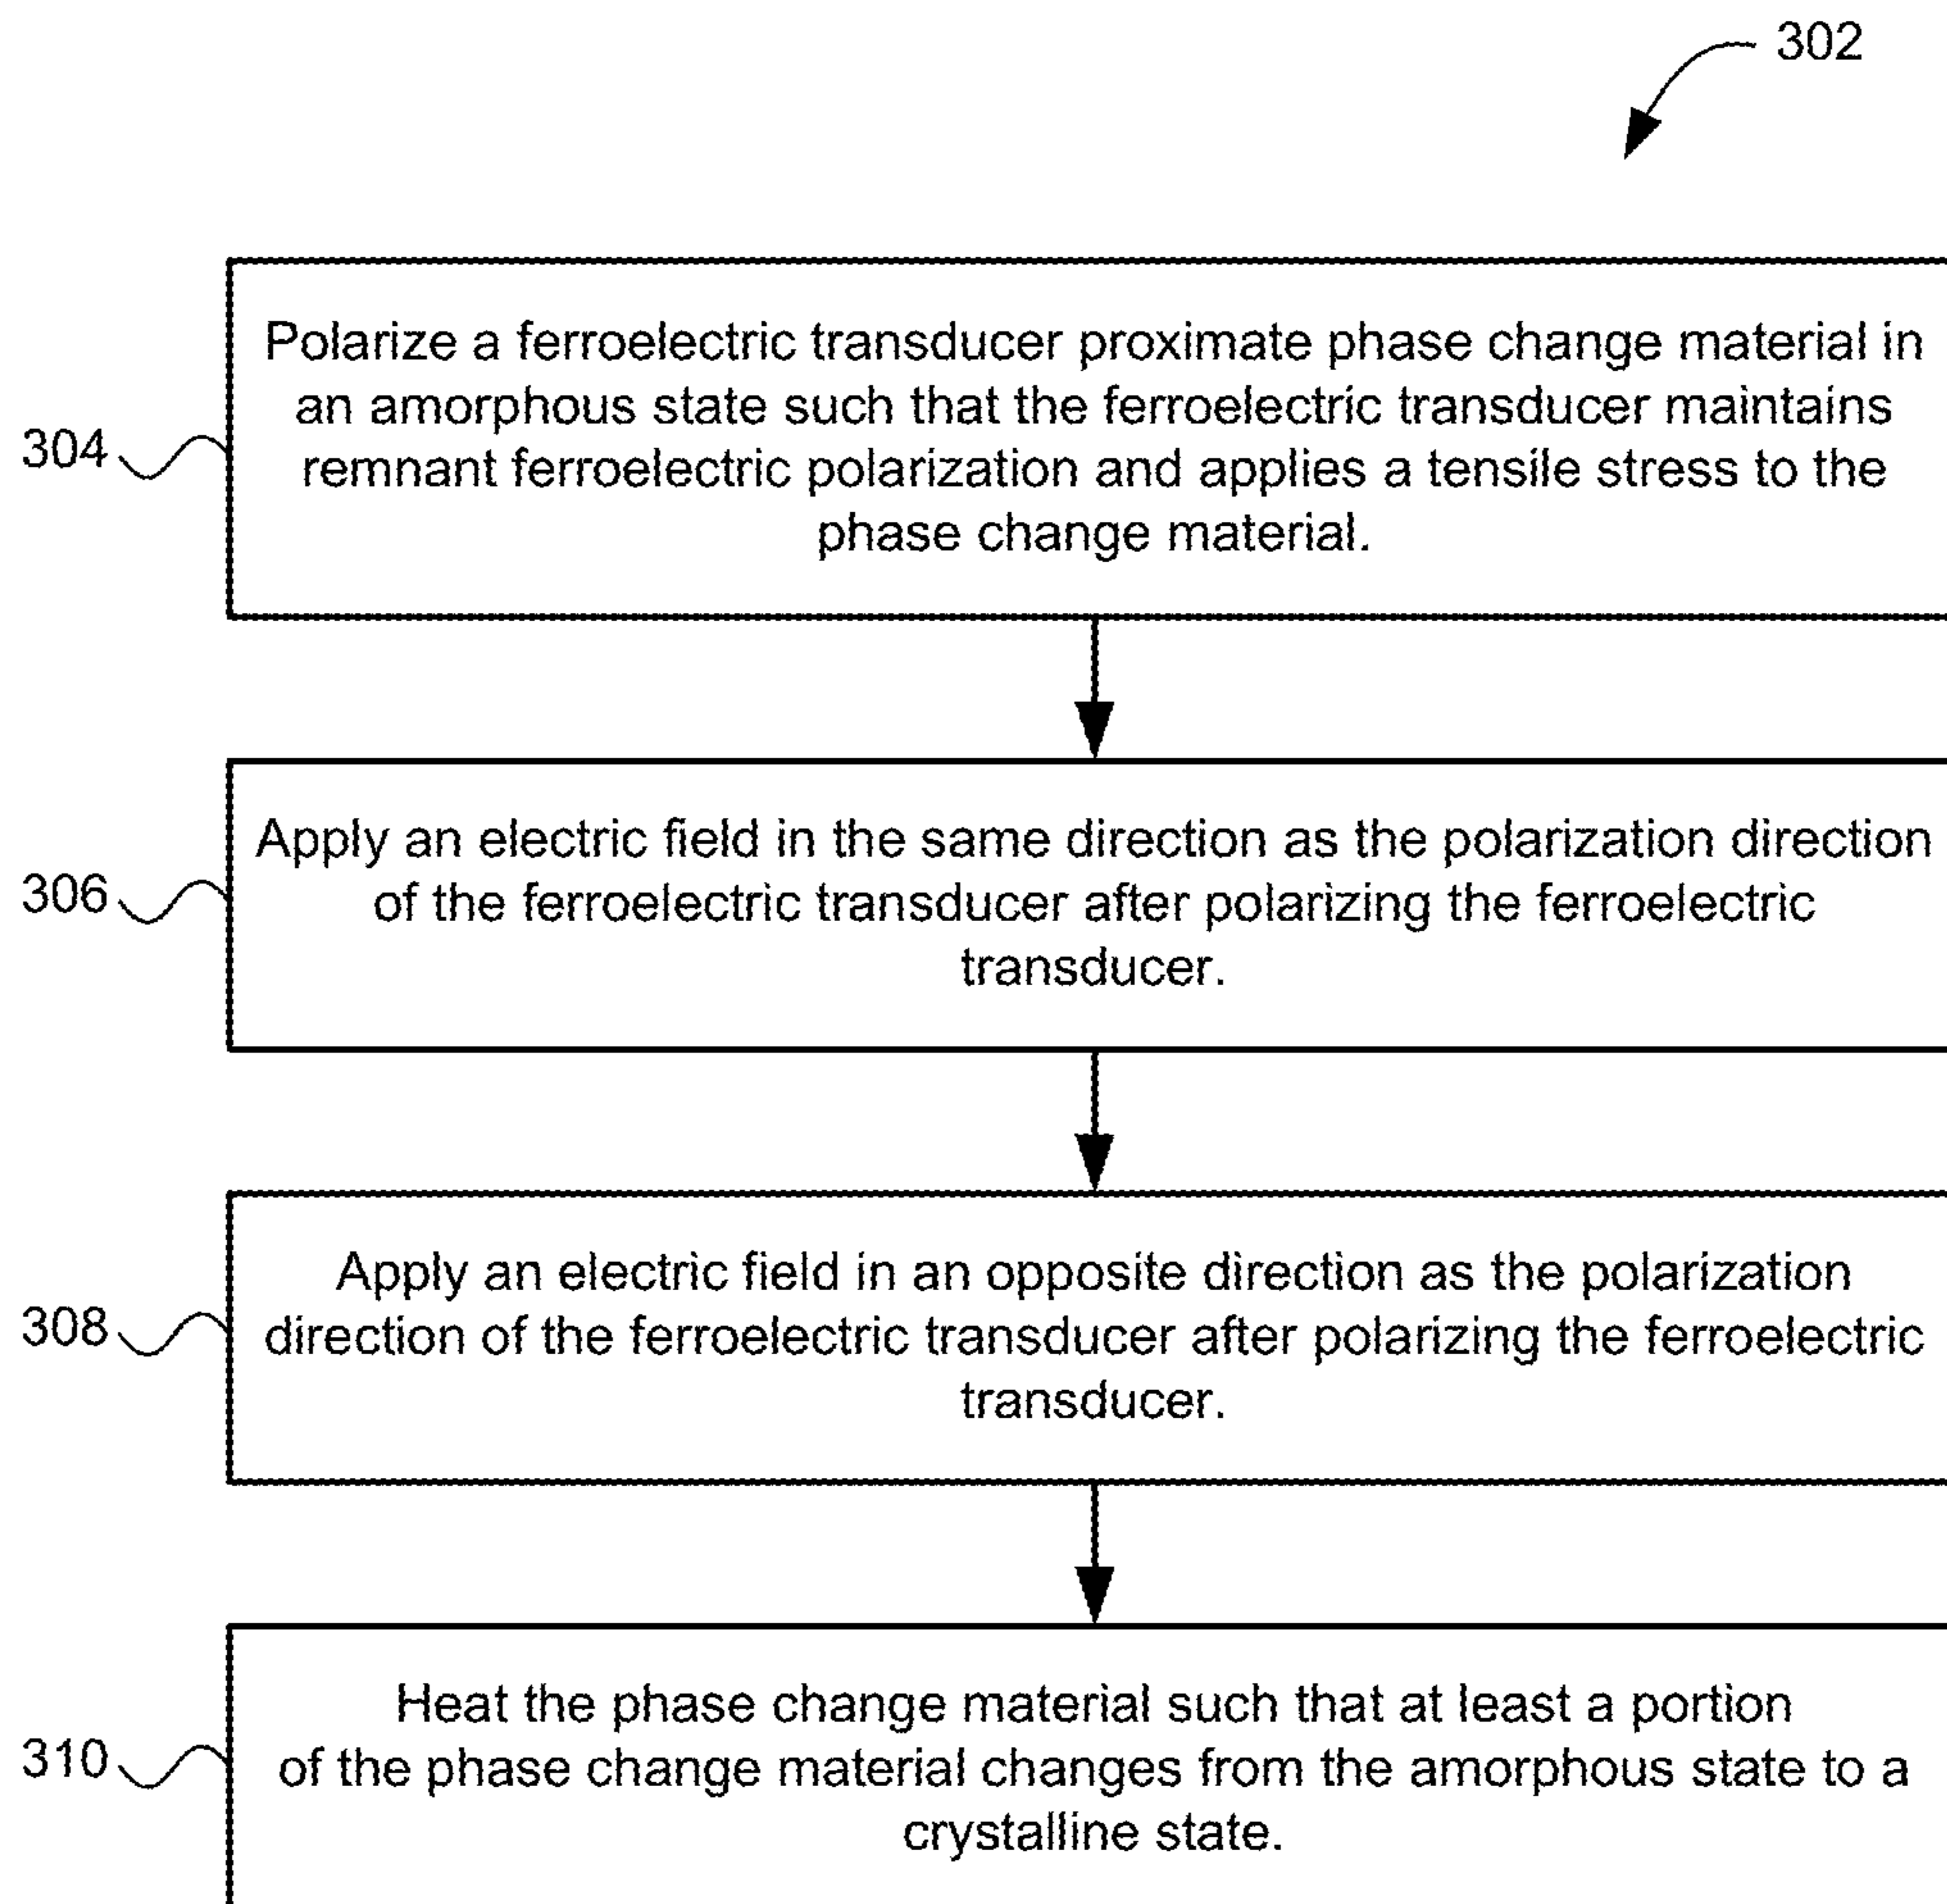 302
Polarize a ferroelectric transducer proximate phase change material in
an amorphous state such that the ferroelectric transducer maintains
304
remnant ferroelectric polarization and applies a tensile stress to the
phase change material.
Apply an electric field in the same direction as the polarization direction
306
of the ferroelectric transducer after polarizing the ferroelectric
transducer.
Apply an electric field in an opposite direction as the polarization
308
direction of the ferroelectric transducer after polarizing the ferroelectric
transducer.
Heat the phase change material such that at least a portion
310
of the phase change material changes from the amorphous state to a
crystalline state.